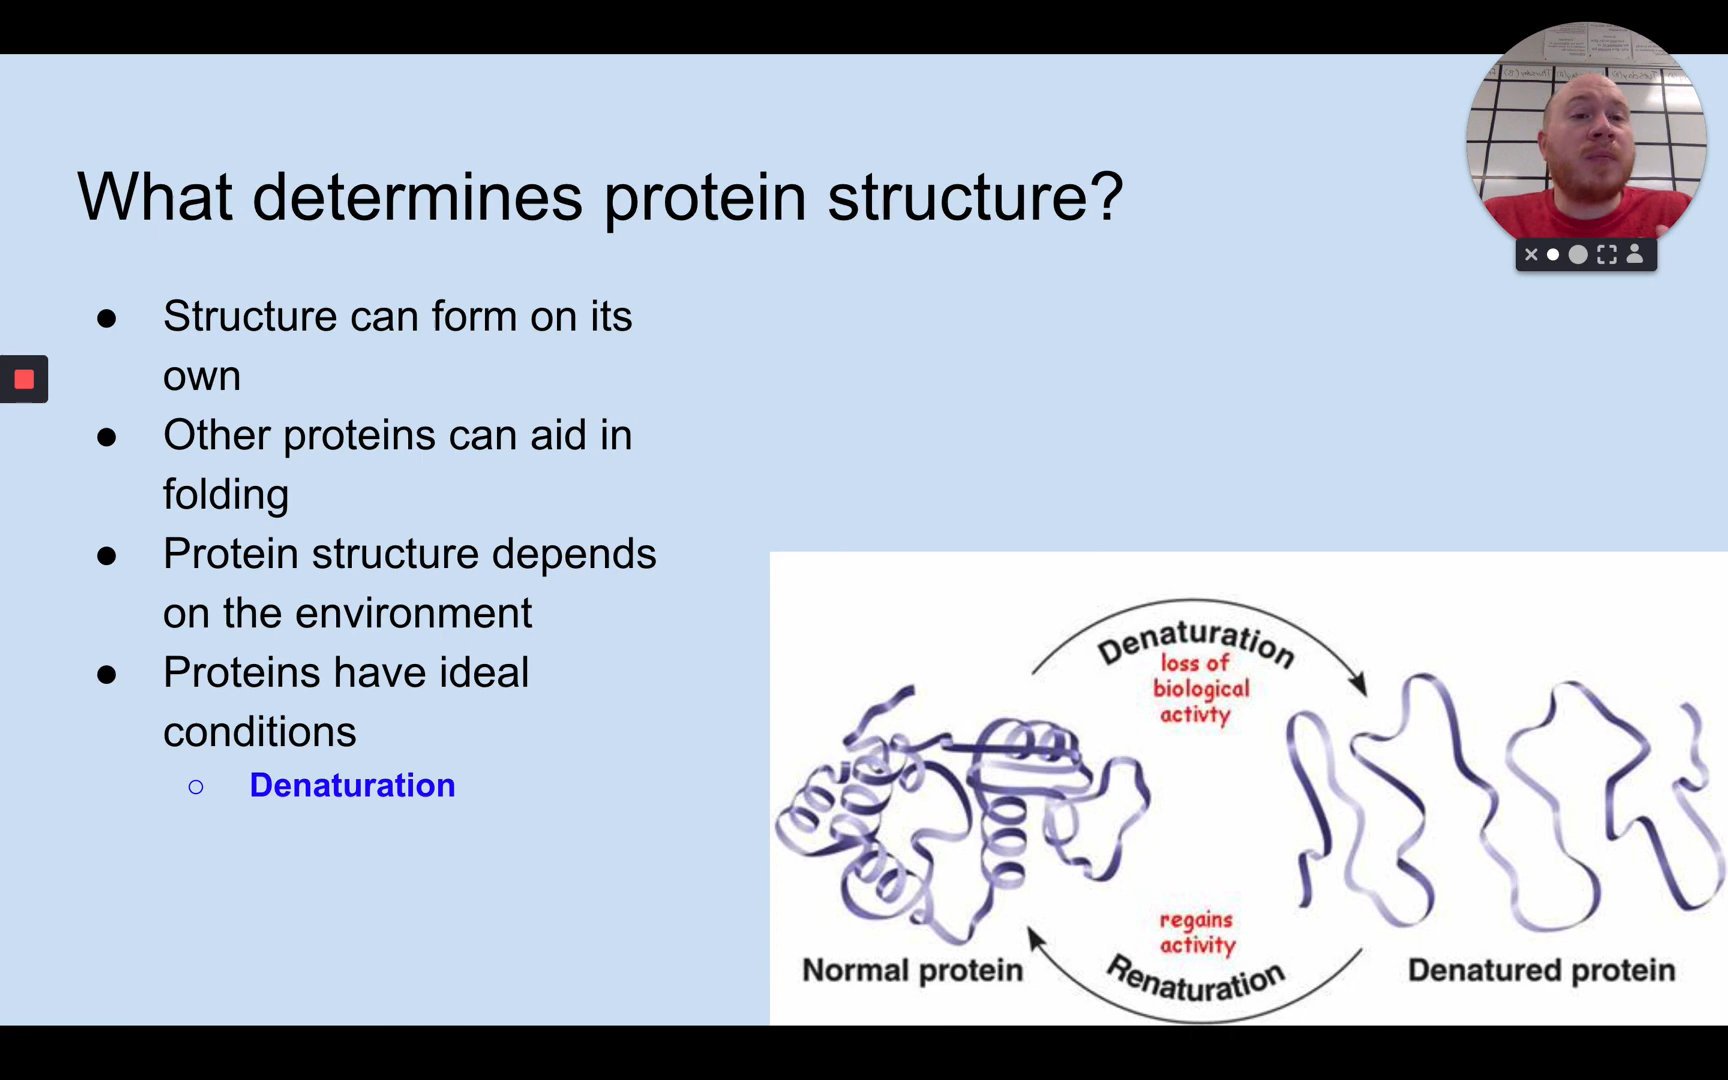 What determines protein structure?
● Structure can form on its
own
● Other proteins can aid in
folding
● Protein structure depends
on the environment
● Proteins have ideal
conditions
○ Denaturation
Denaturation
loss of
biological
activty
regains
activity
Renaturation
Normal protein
Denatured protein